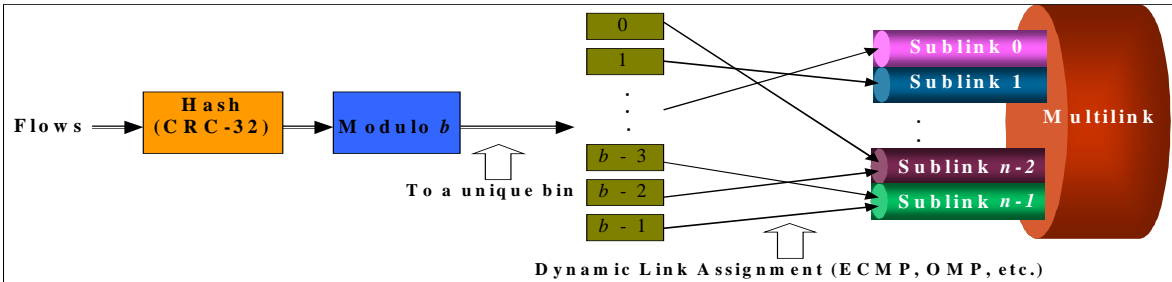 Flows
Hash
(CRC-32)
Modulo b
To a unique bin
0
1
b - 3
b - 2
b - 1
Dynamic Link Assignment (ECMP, OMP, etc.)
Sublink 0
Sublink 1
Sublink n-2
Sublink n-1
Multilink